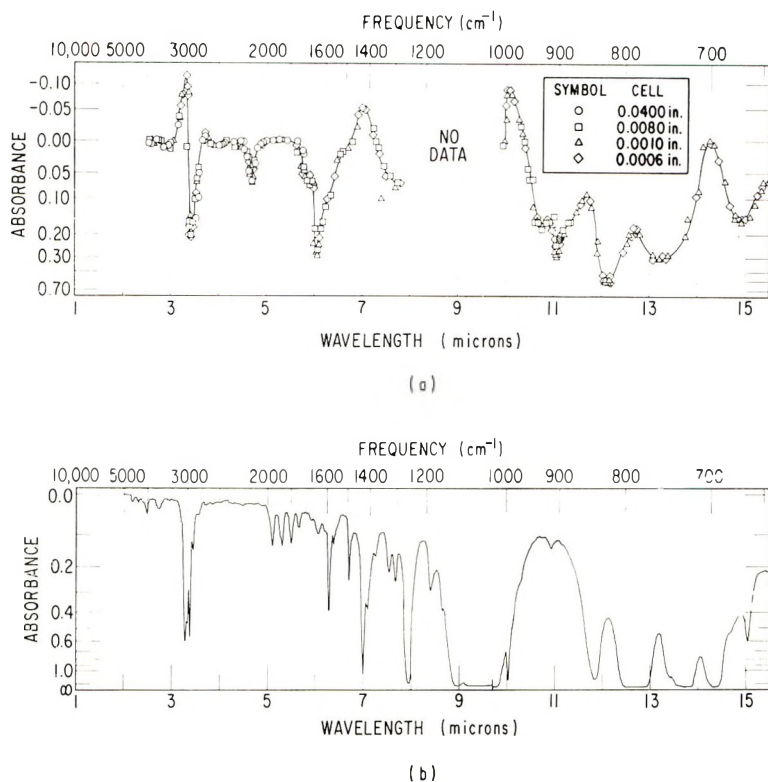 FREQUENCY (cm⁻¹)
10,000 5000 4000 3000 2000 1600 1400 1200 1000 900 800 700
-0.10
-0.05
0.00
0.05
0.10
0.20
0.30
0.70
ABSORBANCE
NO
DATA
SYMBOL CELL
○ 0.0400 in.
□ 0.0080 in.
△ 0.0010 in.
◇ 0.0006 in.
1 3 5 7 9 11 13 15
WAVELENGTH (microns)
(a)
FREQUENCY (cm⁻¹)
10,000 5000 4000 3000 2000 1600 1400 1200 1000 900 800 700
0.0
0.2
0.4
0.6
1.0
∞
ABSORBANCE
1 3 5 7 9 11 13 15
WAVELENGTH (microns)
(b)